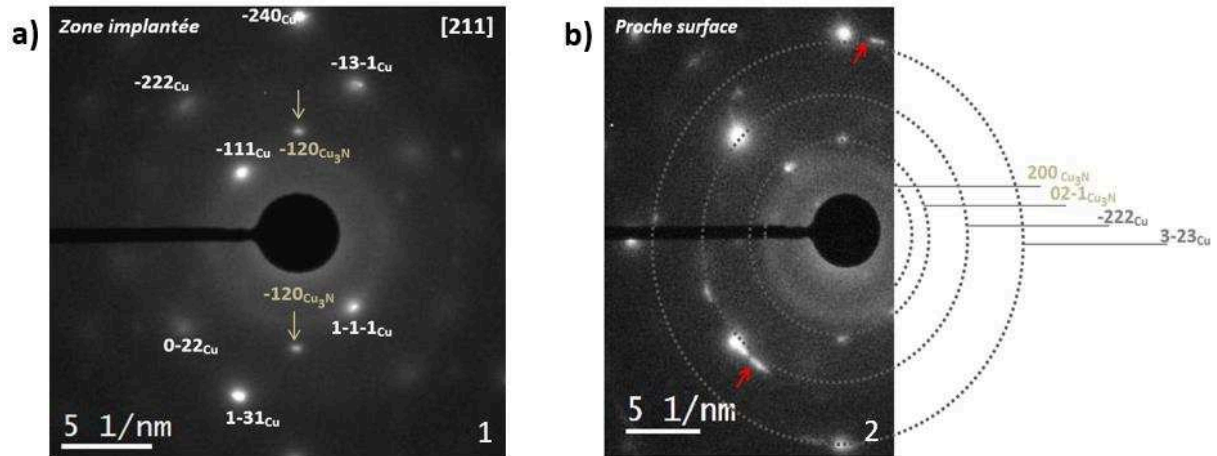 a)
Zone implantée
[211]
-240Cu
-13-1Cu
-222Cu
-120Cu3N
-111Cu
-120Cu3N
1-1-1Cu
0-22Cu
1-31Cu
5 1/nm
1
b)
Proche surface
200 Cu3N
02-1Cu3N
-222Cu
3-23Cu
5 1/nm
2